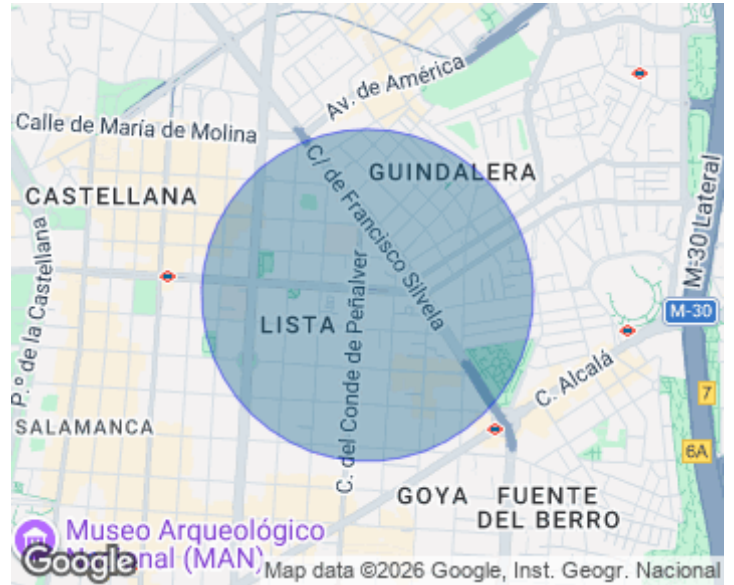 Av. de América
Calle de María de Molina
C/ de Francisco Silvela
GUINDALERA
CASTELLANA
M-30 Lateral
P.º de la Castellana
C. del Conde de Peñalver
LISTA
M-30
C. Alcalá
7
SALAMANCA
6A
GOYA
FUENTE
DEL BERRO
Museo Arqueológico
Nacional (MAN)
Google
Map data ©2026 Google, Inst. Geogr. Nacional